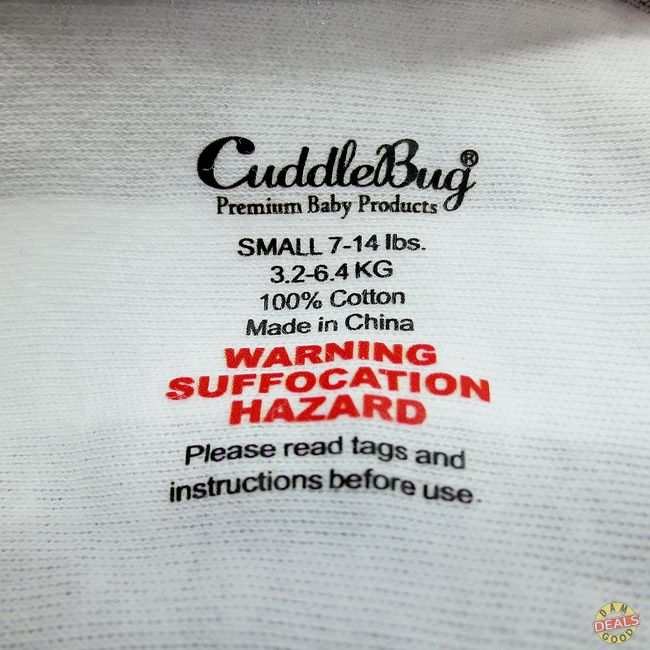 CuddleBug®
Premium Baby Products
SMALL 7-14 lbs.
3.2-6.4 KG
100% Cotton
Made in China
WARNING
SUFFOCATION
HAZARD
Please read tags and
instructions before use.
DAM
DEALS
GOOD